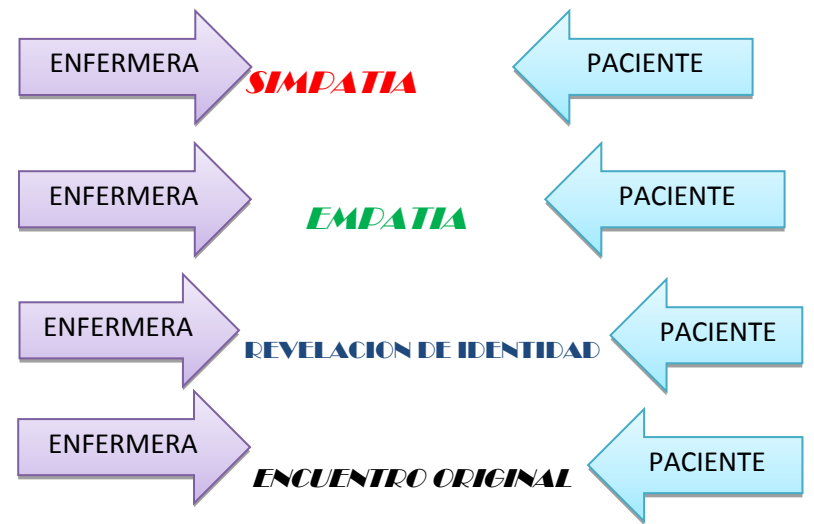 ENFERMERA SIMPATIA PACIENTE
ENFERMERA EMPATIA PACIENTE
ENFERMERA REVELACION DE IDENTIDAD PACIENTE
ENFERMERA ENCUENTRO ORIGINAL PACIENTE